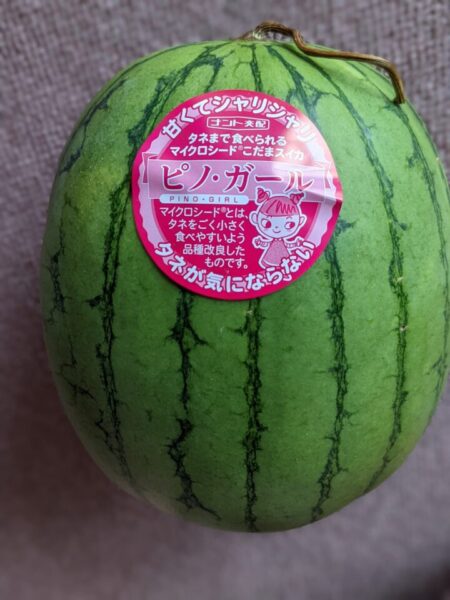 甘くてシャリシャリ
ナント交配
タネまで食べられる
マイクロシード®こだまスイカ
ピノ・ガール
PINO・GIRL
マイクロシード®とは、
タネをごく小さく
食べやすいよう
品種改良した
ものです。
タネが気にならない